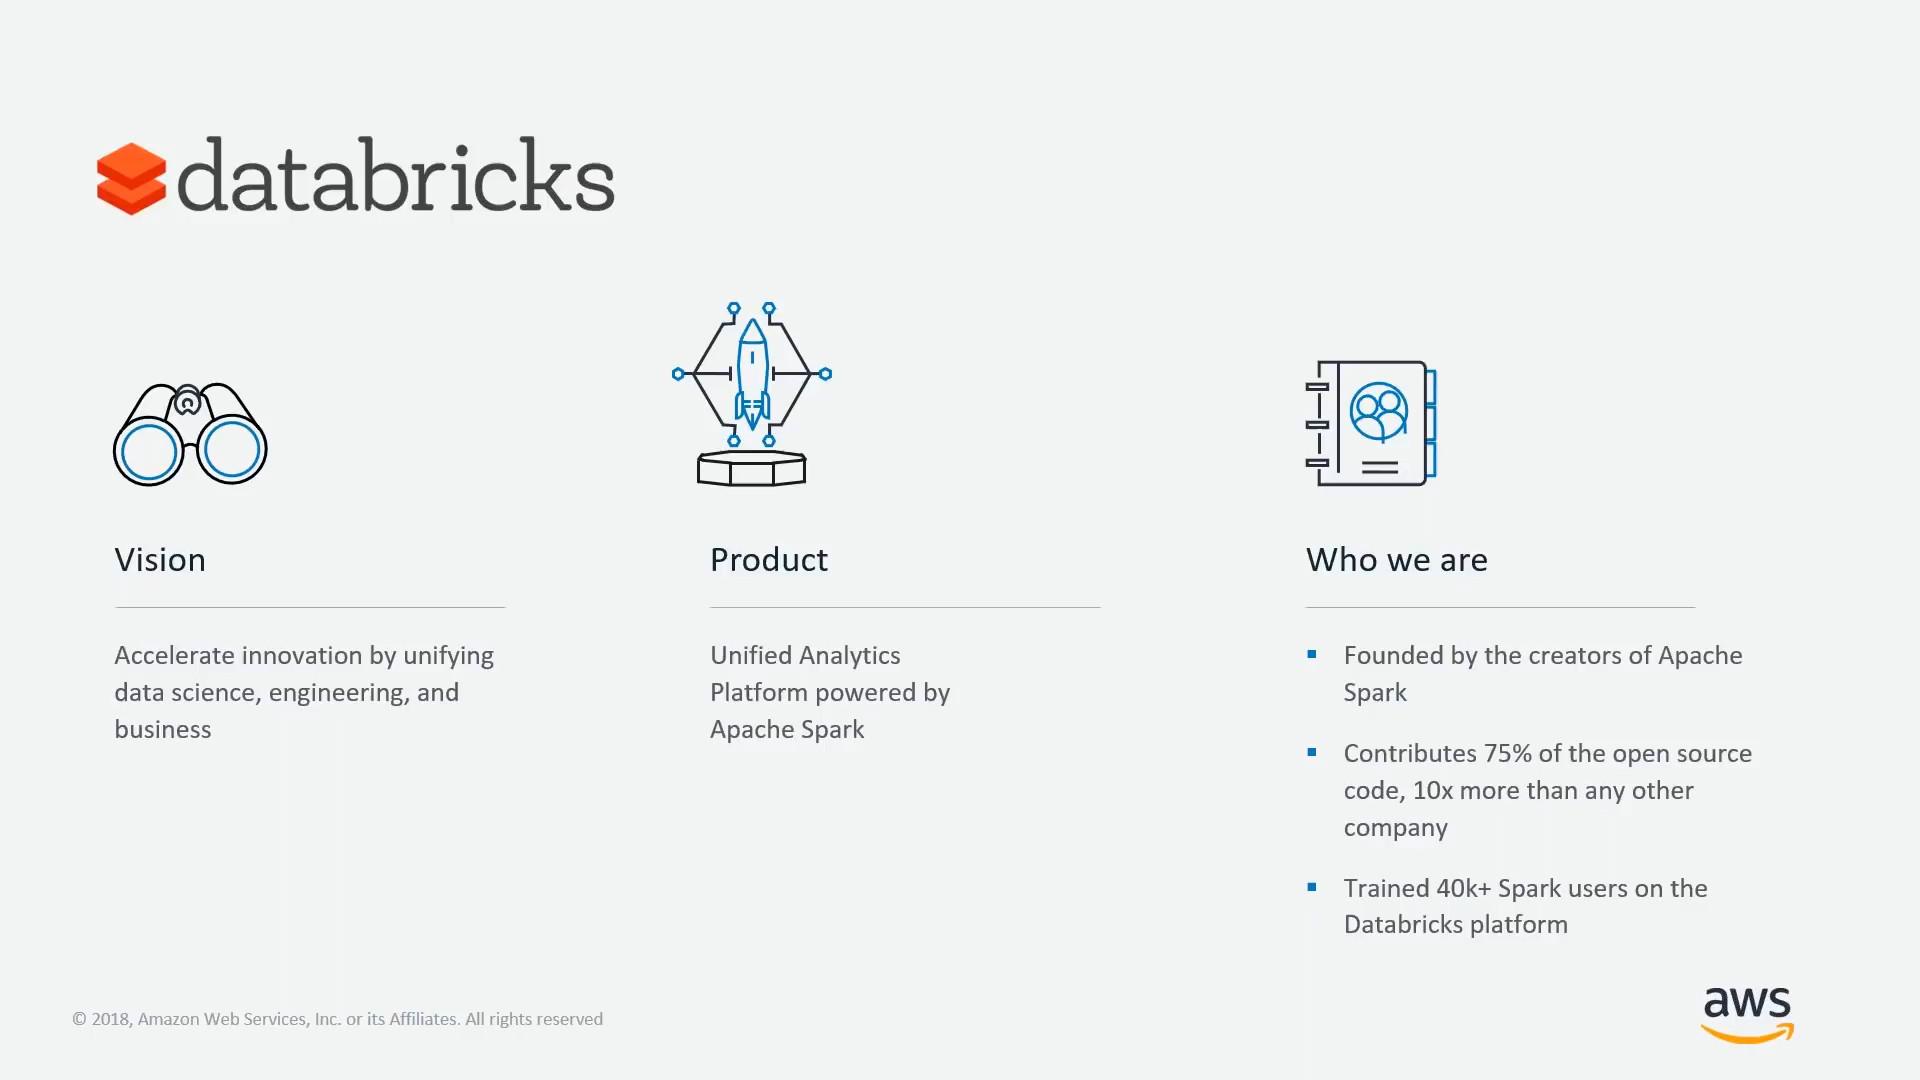 databricks
Vision
Accelerate innovation by unifying
data science, engineering, and
business
Product
Unified Analytics
Platform powered by
Apache Spark
Who we are
Founded by the creators of Apache
Spark
Contributes 75% of the open source
code, 10x more than any other
company
Trained 40k+ Spark users on the
Databricks platform
© 2018, Amazon Web Services, Inc. or its Affiliates. All rights reserved
aws